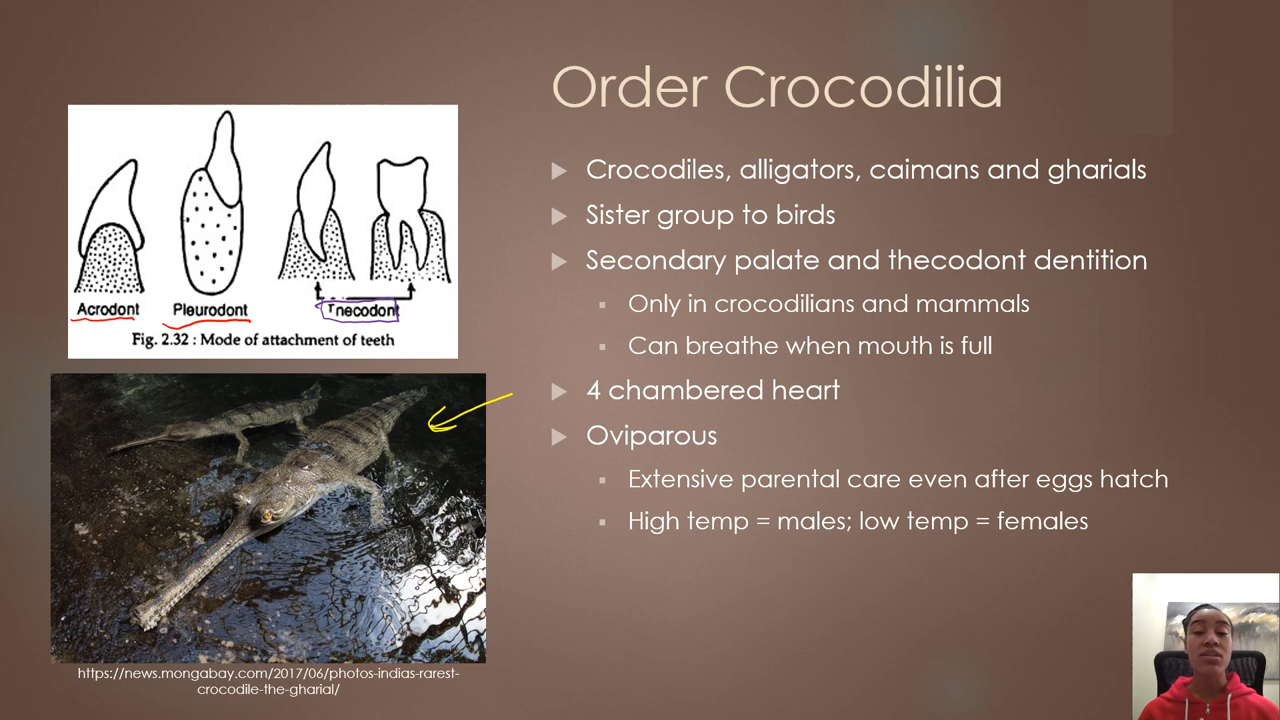 Order Crocodilia
Crocodiles, alligators, caimans and gharials
Sister group to birds
Secondary palate and thecodont dentition
Only in crocodilians and mammals
Can breathe when mouth is full
4 chambered heart
Oviparous
Extensive parental care even after eggs hatch
High temp = males; low temp = females
Acrodont
Pleurodont
Thecodont
Fig. 2.32 : Mode of attachment of teeth
https://news.mongabay.com/2017/06/photos-indias-rarest-
crocodile-the-gharial/